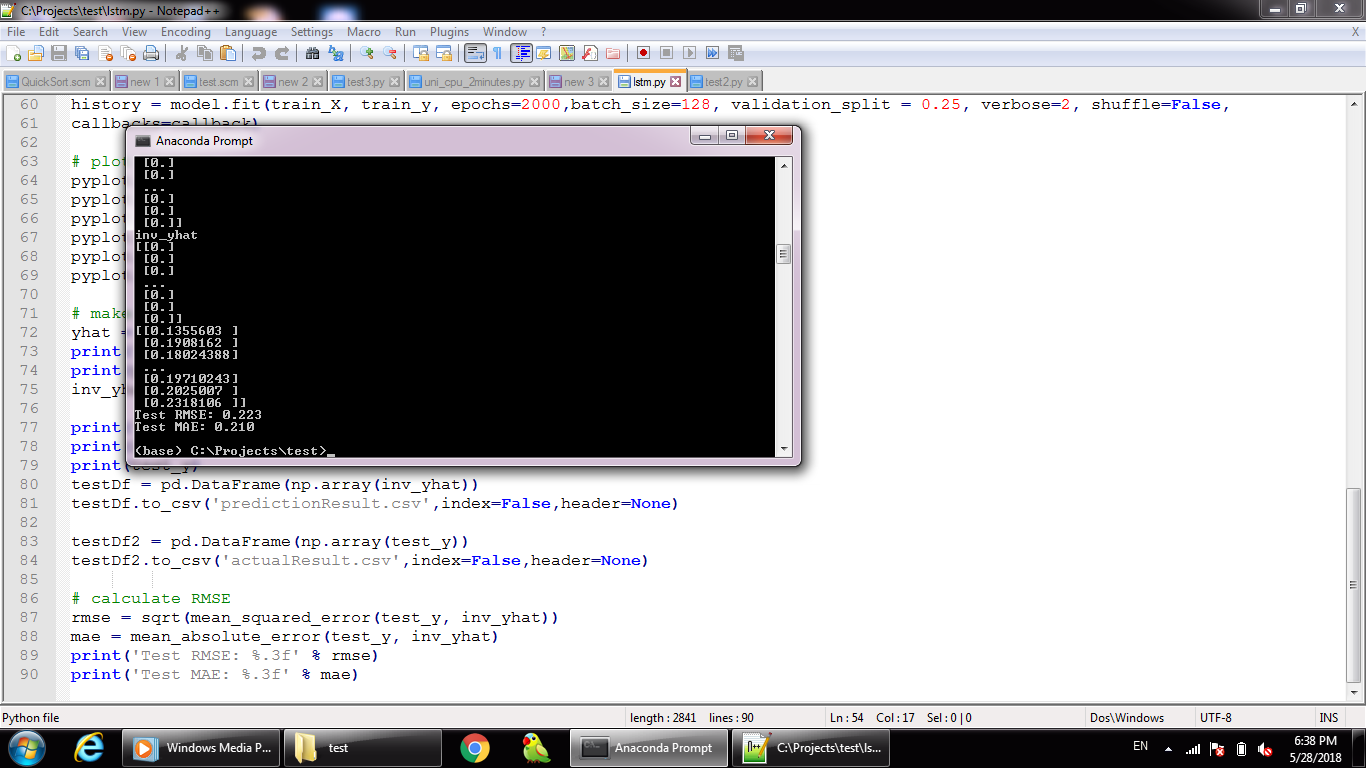 C:\Projects\test\lstm.py - Notepad++
File Edit Search View Encoding Language Settings Macro Run Plugins Window ? X
QuickSort.scm new 1 test.scm new 2 test3.py uni_cpu_2minutes.py new 3 lstm.py test2.py
60 history = model.fit(train_X, train_y, epochs=2000,batch_size=128, validation_split = 0.25, verbose=2, shuffle=False,
61 callbacks=callback)
62
63 # plot
64 pyplot
65 pyplot
66 pyplot
67 pyplot
68 pyplot
69 pyplot
70
71 # make
72 yhat =
73 print
74 print
75 inv_yh
76
77 print
78 print
79 print(test_y)
80 testDf = pd.DataFrame(np.array(inv_yhat))
81 testDf.to_csv('predictionResult.csv',index=False,header=None)
82
83 testDf2 = pd.DataFrame(np.array(test_y))
84 testDf2.to_csv('actualResult.csv',index=False,header=None)
85
86 # calculate RMSE
87 rmse = sqrt(mean_squared_error(test_y, inv_yhat))
88 mae = mean_absolute_error(test_y, inv_yhat)
89 print('Test RMSE: %.3f' % rmse)
90 print('Test MAE: %.3f' % mae)
Anaconda Prompt
[0.]
[0.]
...
[0.]
[0.]
[0.]]
inv_yhat
[[0.]
[0.]
[0.]
...
[0.]
[0.]
[0.]]
[[0.1355603 ]
[0.1908162 ]
[0.18024388]
...
[0.19710243]
[0.2025007 ]
[0.2318106 ]]
Test RMSE: 0.223
Test MAE: 0.210
(base) C:\Projects\test>_
Python file length : 2841 lines : 90 Ln : 54 Col : 17 Sel : 0 | 0 Dos\Windows UTF-8 INS
Windows Media P... test Anaconda Prompt C:\Projects\test\ls... EN 6:38 PM
5/28/2018